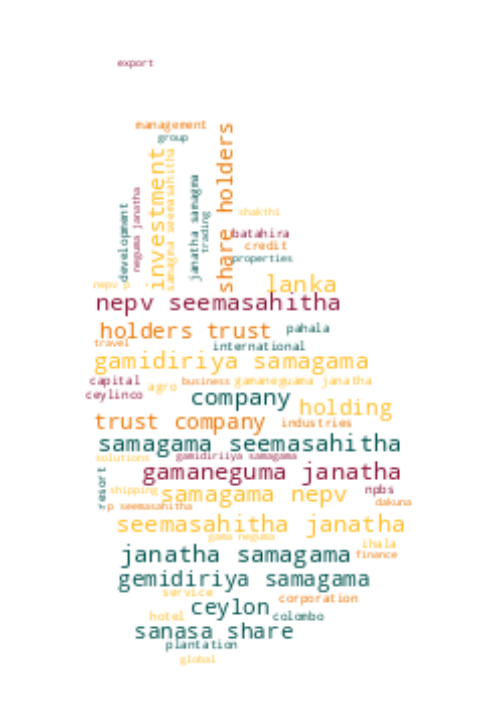 export
management
group
investment
samagma seemasahitha
share holders
neguma janatha
development
janatha samagma
trading
shakthi
batahira
credit
properties
nepv p
lanka
nepv seemasahitha
holders trust
pahala
travel
international
gamidiriya samagama
capital
business
gamaneguama janatha
agro
ceylinco
company
holding
trust company
industries
samagama seemasahitha
solutions
gamidiriiya samagama
resort
gamaneguma janatha
shipping
samagama nepv
npbs
p seemasahitha
dakuna
seemasahitha janatha
gama neguma
ihala
janatha samagama
finance
gemidiriya samagama
service
corporation
ceylon
hotel
colombo
sanasa share
plantation
global